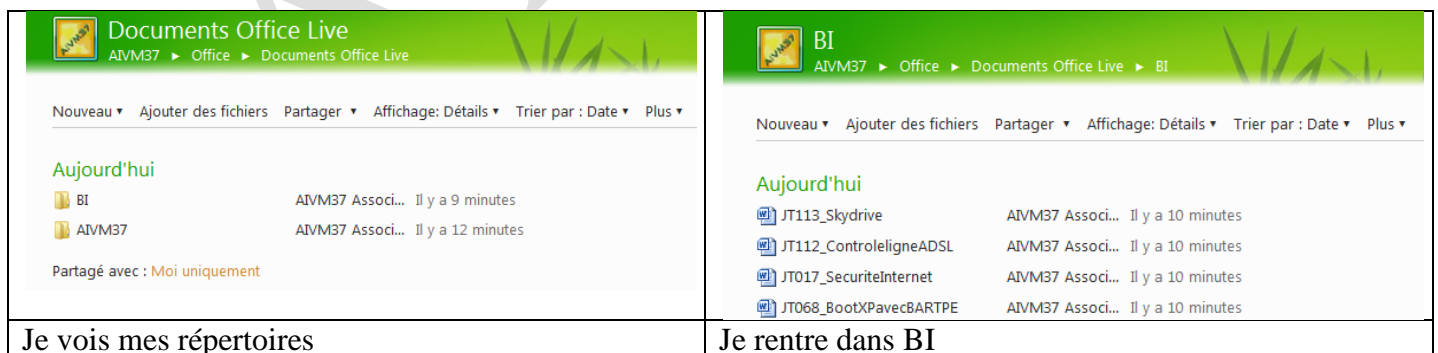 Documents Office Live
AIVM37 ► Office ► Documents Office Live
Nouveau ▾ Ajouter des fichiers Partager ▾ Affichage: Détails ▾ Trier par : Date ▾ Plus ▾
Aujourd'hui
BI AIVM37 Associ... Il y a 9 minutes
AIVM37 AIVM37 Associ... Il y a 12 minutes
Partagé avec : Moi uniquement
Je vois mes répertoires
BI
AIVM37 ► Office ► Documents Office Live ► BI
Nouveau ▾ Ajouter des fichiers Partager ▾ Affichage: Détails ▾ Trier par : Date ▾ Plus ▾
Aujourd'hui
JT113_Skydrive AIVM37 Associ... Il y a 10 minutes
JT112_ControleligneADSL AIVM37 Associ... Il y a 10 minutes
JT017_SecuriteInternet AIVM37 Associ... Il y a 10 minutes
JT068_BootXPavecBARTPE AIVM37 Associ... Il y a 10 minutes
Je rentre dans BI
AIVM37
AIVM37